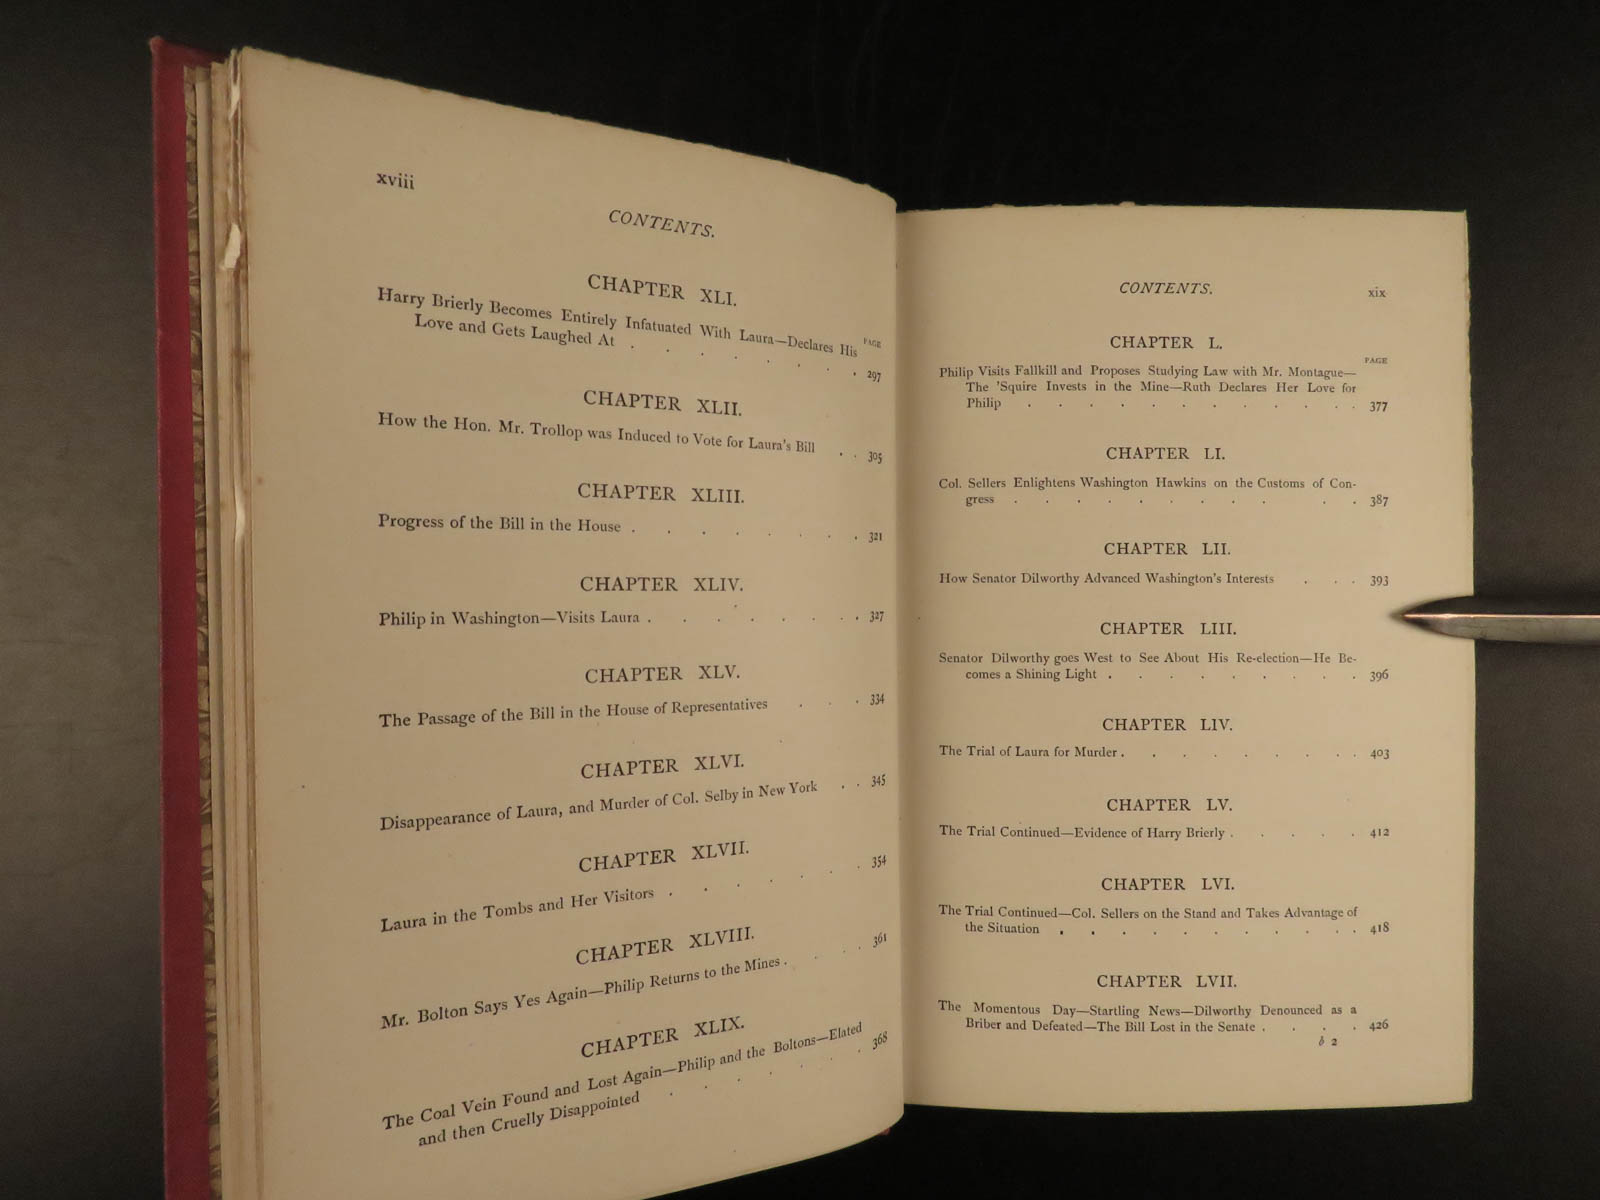 xviii
CONTENTS.
CHAPTER XLI.
PAGE
Harry Brierly Becomes Entirely Infatuated With Laura—Declares His
Love and Gets Laughed At . . . . . . . . 297
CHAPTER XLII.
How the Hon. Mr. Trollop was Induced to Vote for Laura's Bill . . 305
CHAPTER XLIII.
Progress of the Bill in the House . . . . . . . . 321
CHAPTER XLIV.
Philip in Washington—Visits Laura . . . . . . . . 327
CHAPTER XLV.
The Passage of the Bill in the House of Representatives . . . 334
CHAPTER XLVI.
Disappearance of Laura, and Murder of Col. Selby in New York . . 345
CHAPTER XLVII.
Laura in the Tombs and Her Visitors . . . . . . . 354
CHAPTER XLVIII.
Mr. Bolton Says Yes Again—Philip Returns to the Mines . . . . 361
CHAPTER XLIX.
The Coal Vein Found and Lost Again—Philip and the Boltons—Elated
and then Cruelly Disappointed . . . . . . . 368
CONTENTS. xix
CHAPTER L.
PAGE
Philip Visits Fallkill and Proposes Studying Law with Mr. Montague—
The 'Squire Invests in the Mine—Ruth Declares Her Love for
Philip . . . . . . . . . . . . 377
CHAPTER LI.
Col. Sellers Enlightens Washington Hawkins on the Customs of Con-
gress . . . . . . . . . . . 387
CHAPTER LII.
How Senator Dilworthy Advanced Washington's Interests . . . 393
CHAPTER LIII.
Senator Dilworthy goes West to See About His Re-election—He Be-
comes a Shining Light . . . . . . . . . 396
CHAPTER LIV.
The Trial of Laura for Murder . . . . . . . . . 403
CHAPTER LV.
The Trial Continued—Evidence of Harry Brierly . . . . . 412
CHAPTER LVI.
The Trial Continued—Col. Sellers on the Stand and Takes Advantage of
the Situation . . . . . . . . . . . 418
CHAPTER LVII.
The Momentous Day—Startling News—Dilworthy Denounced as a
Briber and Defeated—The Bill Lost in the Senate . . . . 426
b 2